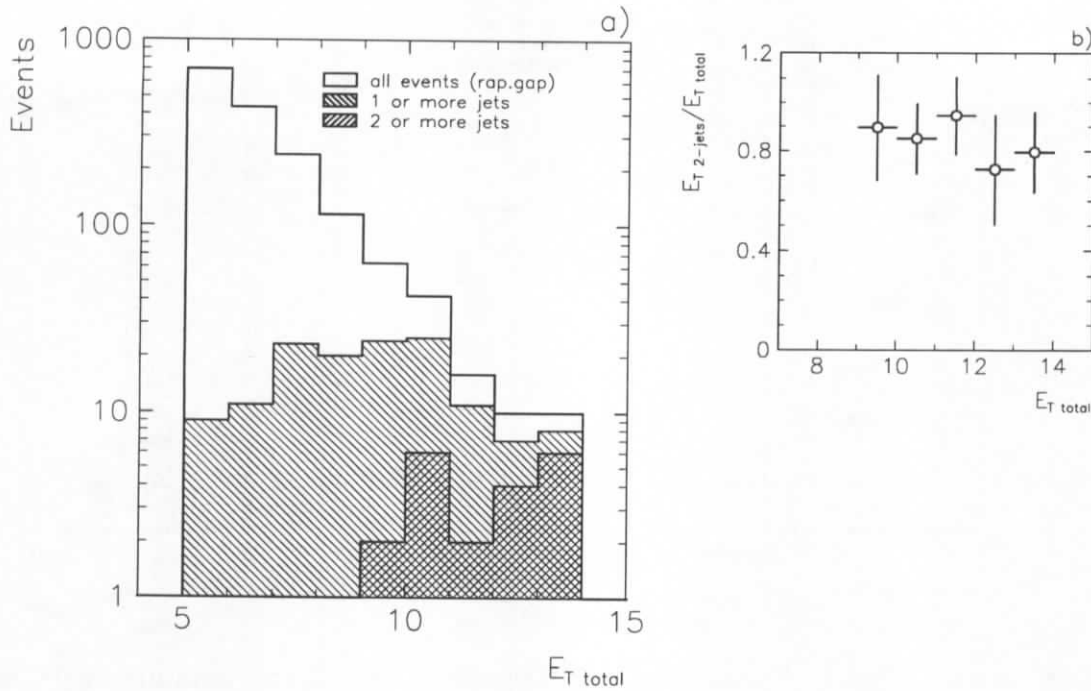 a)
1000
100
10
1
Events
all events (rap.gap)
1 or more jets
2 or more jets
5
10
15
E_T total
b)
1.2
0.8
0.4
0
E_T 2-jets/E_T total
8
10
12
14
E_T total